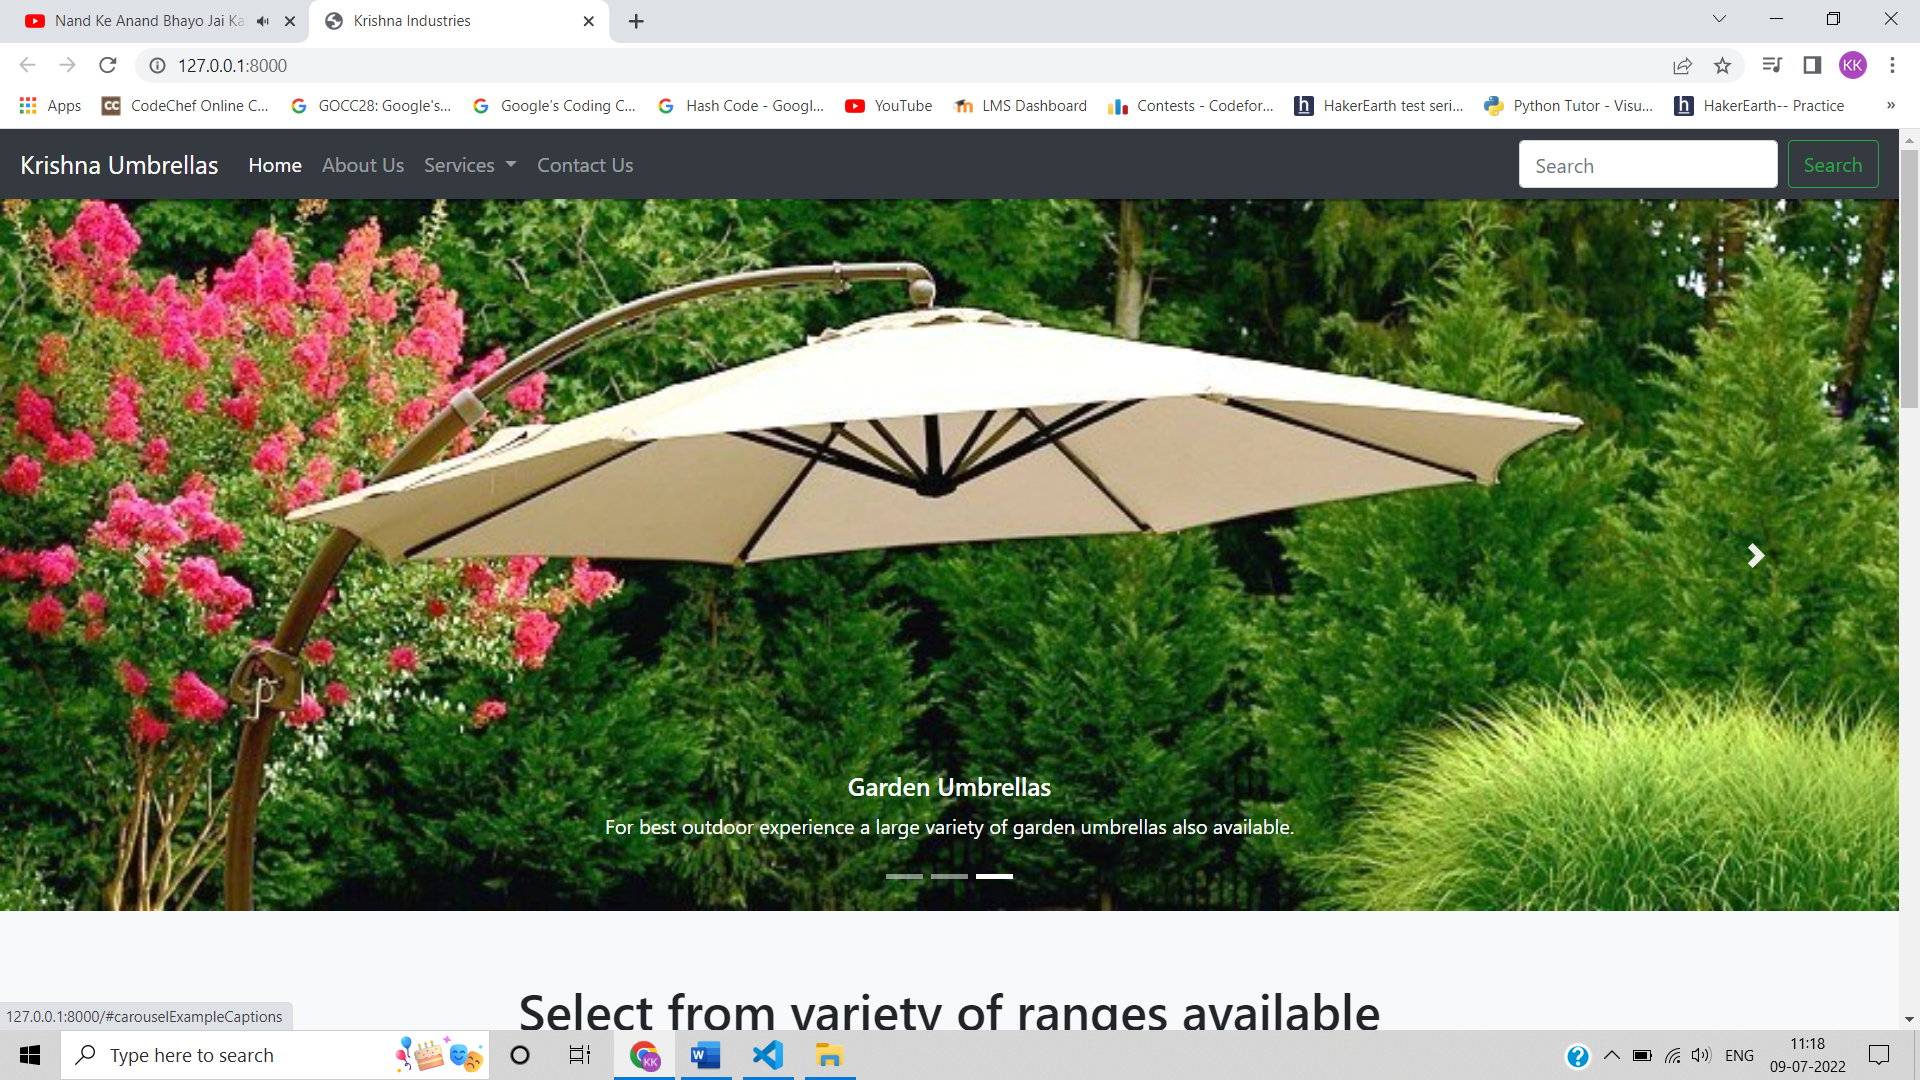 Nand Ke Anand Bhayo Jai Ka
Krishna Industries
127.0.0.1:8000
KK
Apps
CodeChef Online C...
GOCC28: Google's...
Google's Coding C...
Hash Code - Googl...
YouTube
LMS Dashboard
Contests - Codefor...
HakerEarth test seri...
Python Tutor - Visu...
HakerEarth-- Practice
»
Krishna Umbrellas
Home
About Us
Services
Contact Us
Search
Search
Garden Umbrellas
For best outdoor experience a large variety of garden umbrellas also available.
Select from variety of ranges available
127.0.0.1:8000/#carouselExampleCaptions
Type here to search
KK
ENG
11:18
09-07-2022